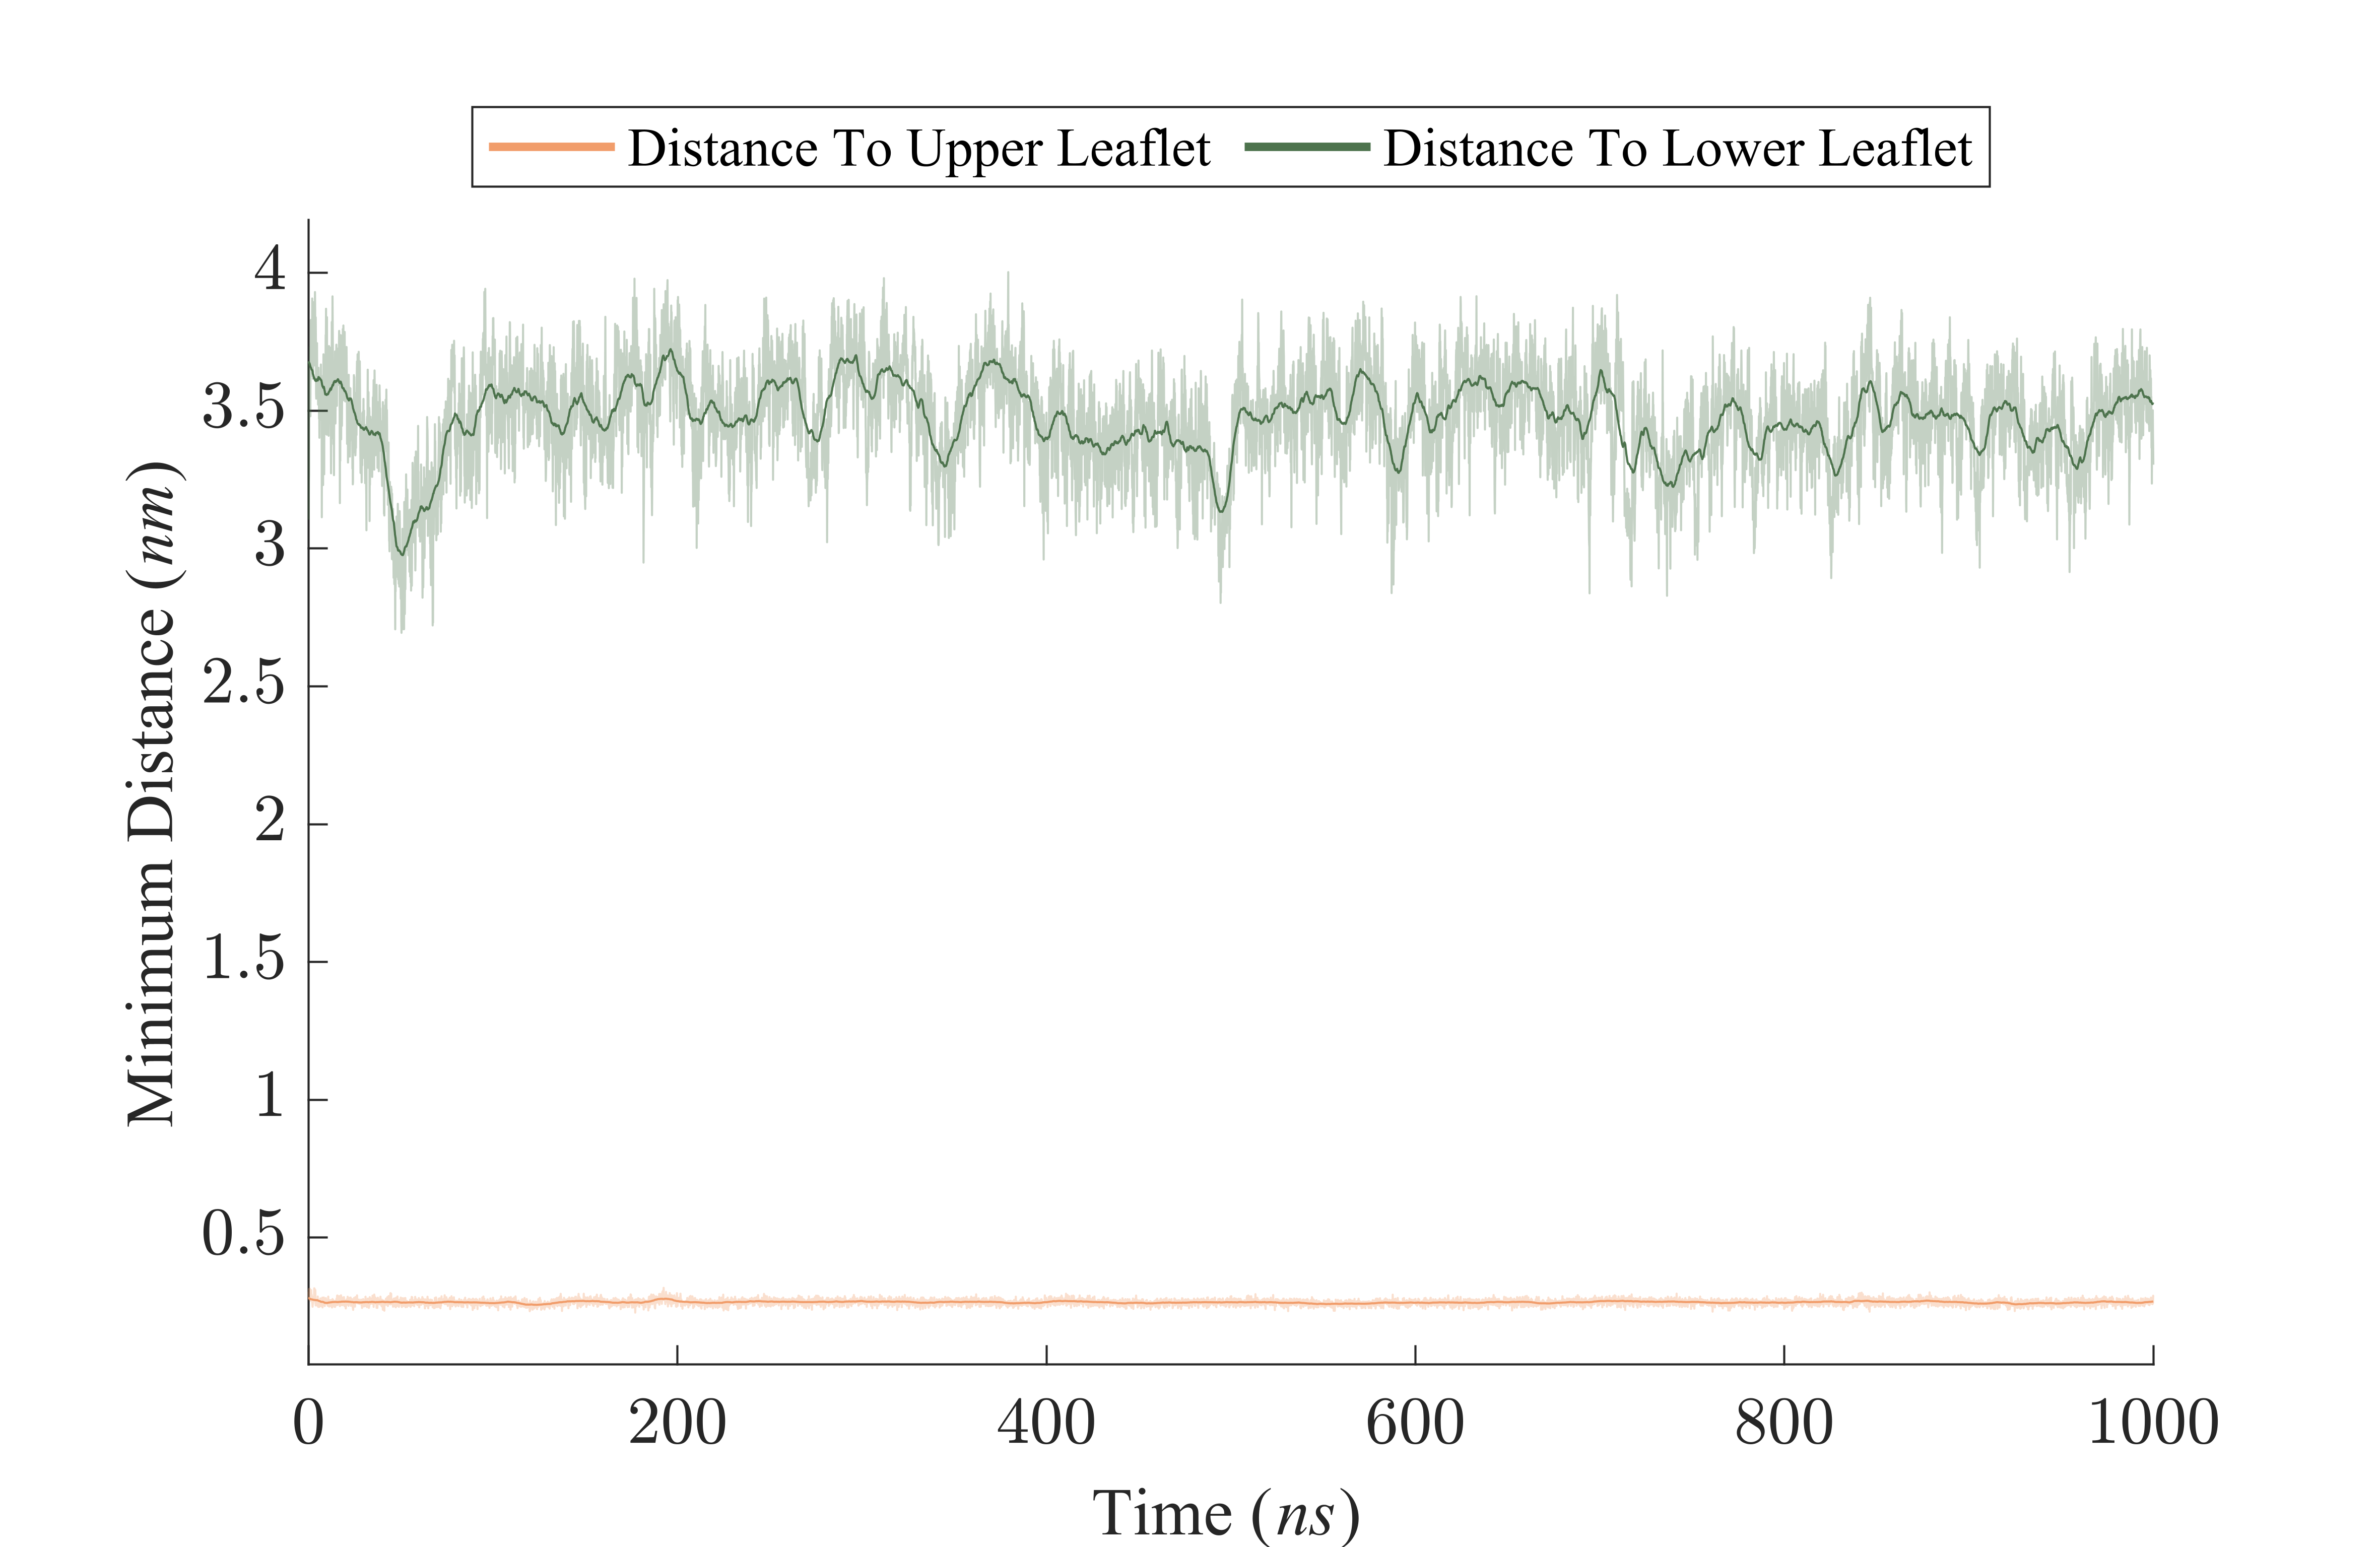 Distance To Upper Leaflet Distance To Lower Leaflet
4
3.5
3
2.5
2
1.5
1
0.5
Minimum Distance (nm)
0 200 400 600 800 1000
Time (ns)